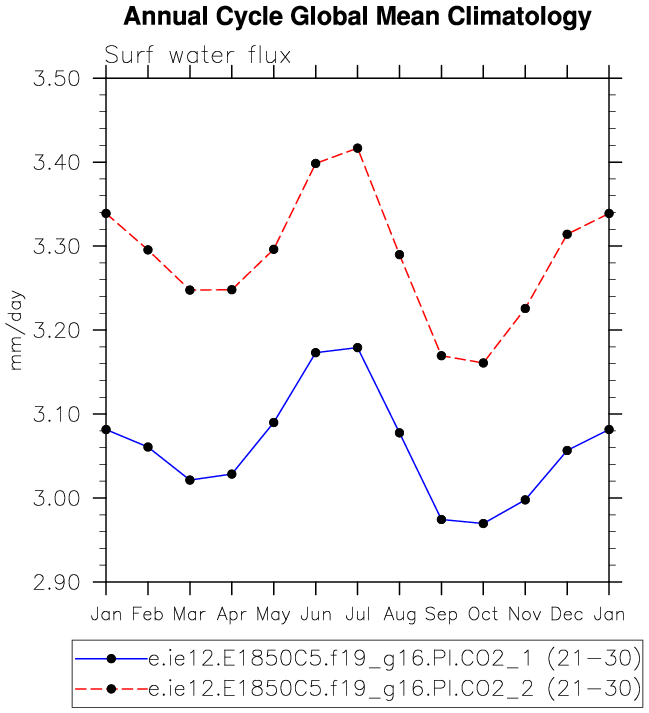 Annual Cycle Global Mean Climatology
Surf water flux
3.50
3.40
3.30
3.20
3.10
3.00
2.90
mm/day
Jan Feb Mar Apr May Jun Jul Aug Sep Oct Nov Dec Jan
e.ie12.E1850C5.f19_g16.PI.CO2_1 (21-30)
e.ie12.E1850C5.f19_g16.PI.CO2_2 (21-30)